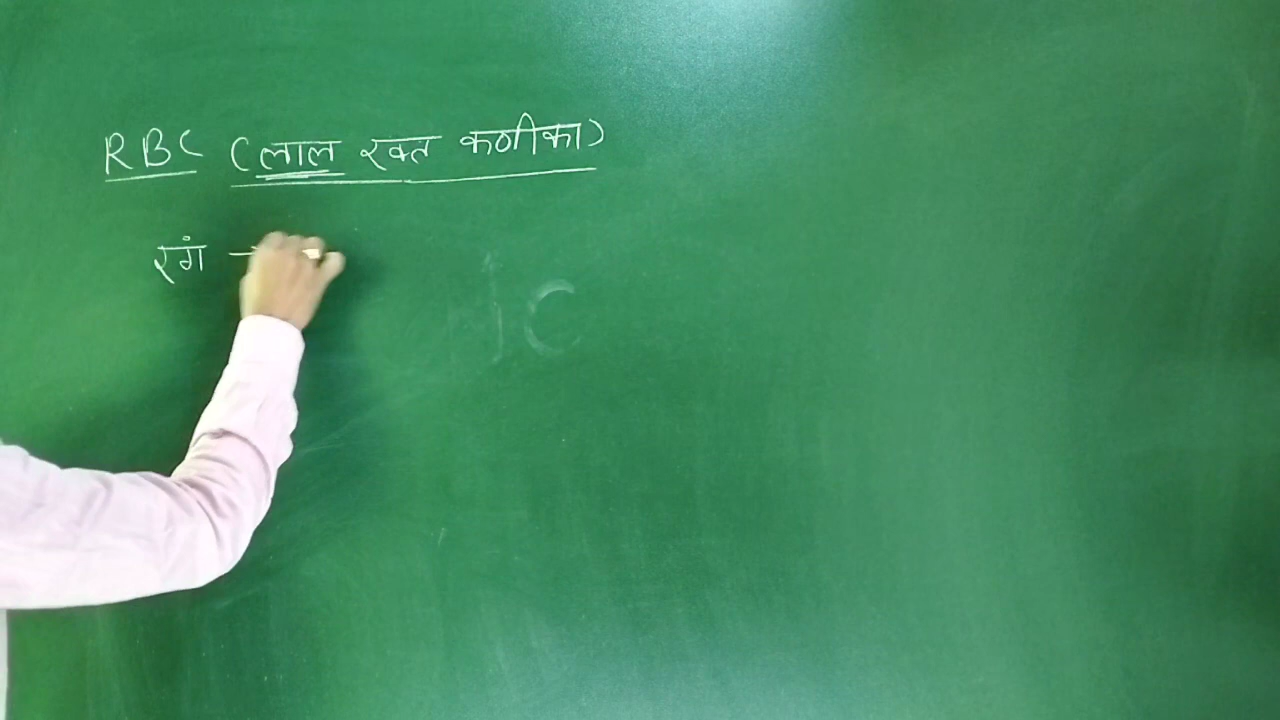 RBC (लाल रक्त कणीका)
रंग →